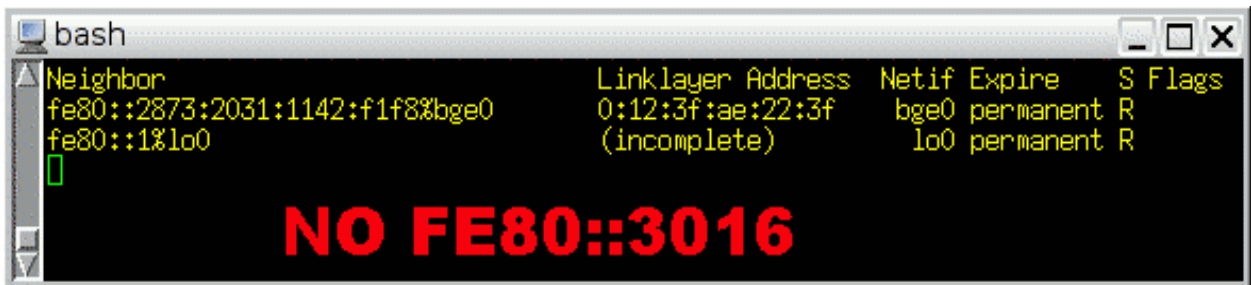 bash
Neighbor Linklayer Address Netif Expire S Flags
fe80::2873:2031:1142:f1f8%bge0 0:12:3f:ae:22:3f bge0 permanent R
fe80::1%lo0 (incomplete) lo0 permanent R
NO FE80::3016